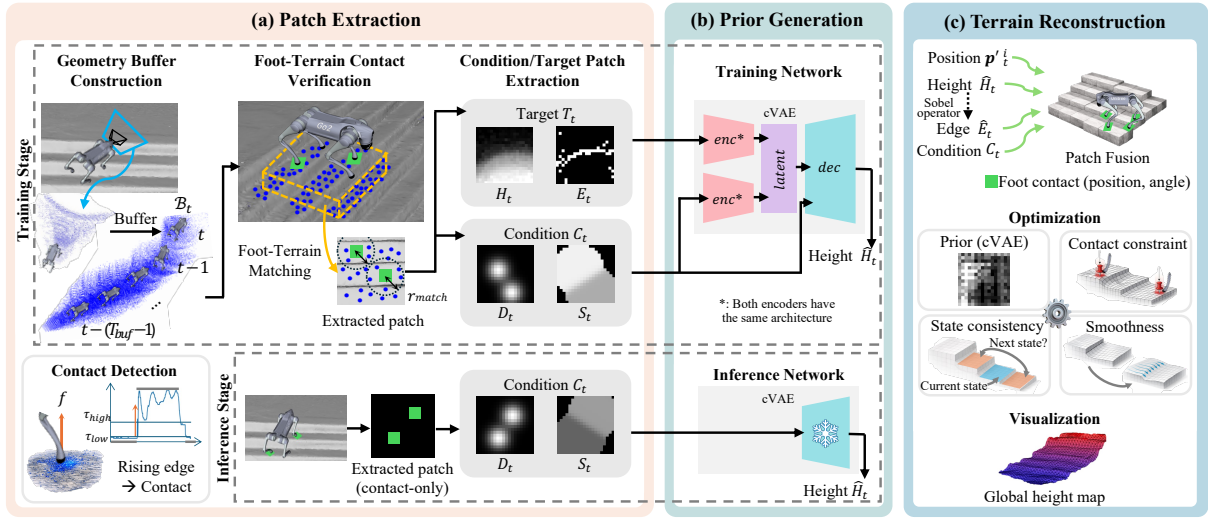 (a) Patch Extraction
Geometry Buffer
Construction
Foot-Terrain Contact
Verification
Condition/Target Patch
Extraction
Training Stage
Buffer
ℬ_t
t
t−1
...
t−(T_buf−1)
Go2
Foot-Terrain
Matching
r_match
Extracted patch
Target T_t
H_t
E_t
Condition C_t
D_t
S_t
Contact Detection
f
τ_high
τ_low
Rising edge
→ Contact
Inference Stage
Extracted patch
(contact-only)
Condition C_t
D_t
S_t
(b) Prior Generation
Training Network
cVAE
enc*
enc*
latent
dec
Height Ĥ_t
*: Both encoders have
the same architecture
Inference Network
cVAE
Height Ĥ_t
(c) Terrain Reconstruction
Position p′_t^i
Height Ĥ_t
Sobel
operator
Edge Ê_t
Condition C_t
Patch Fusion
Foot contact (position, angle)
Optimization
Prior (cVAE)
Contact constraint
State consistency
Next state?
Current state
Smoothness
Visualization
Global height map